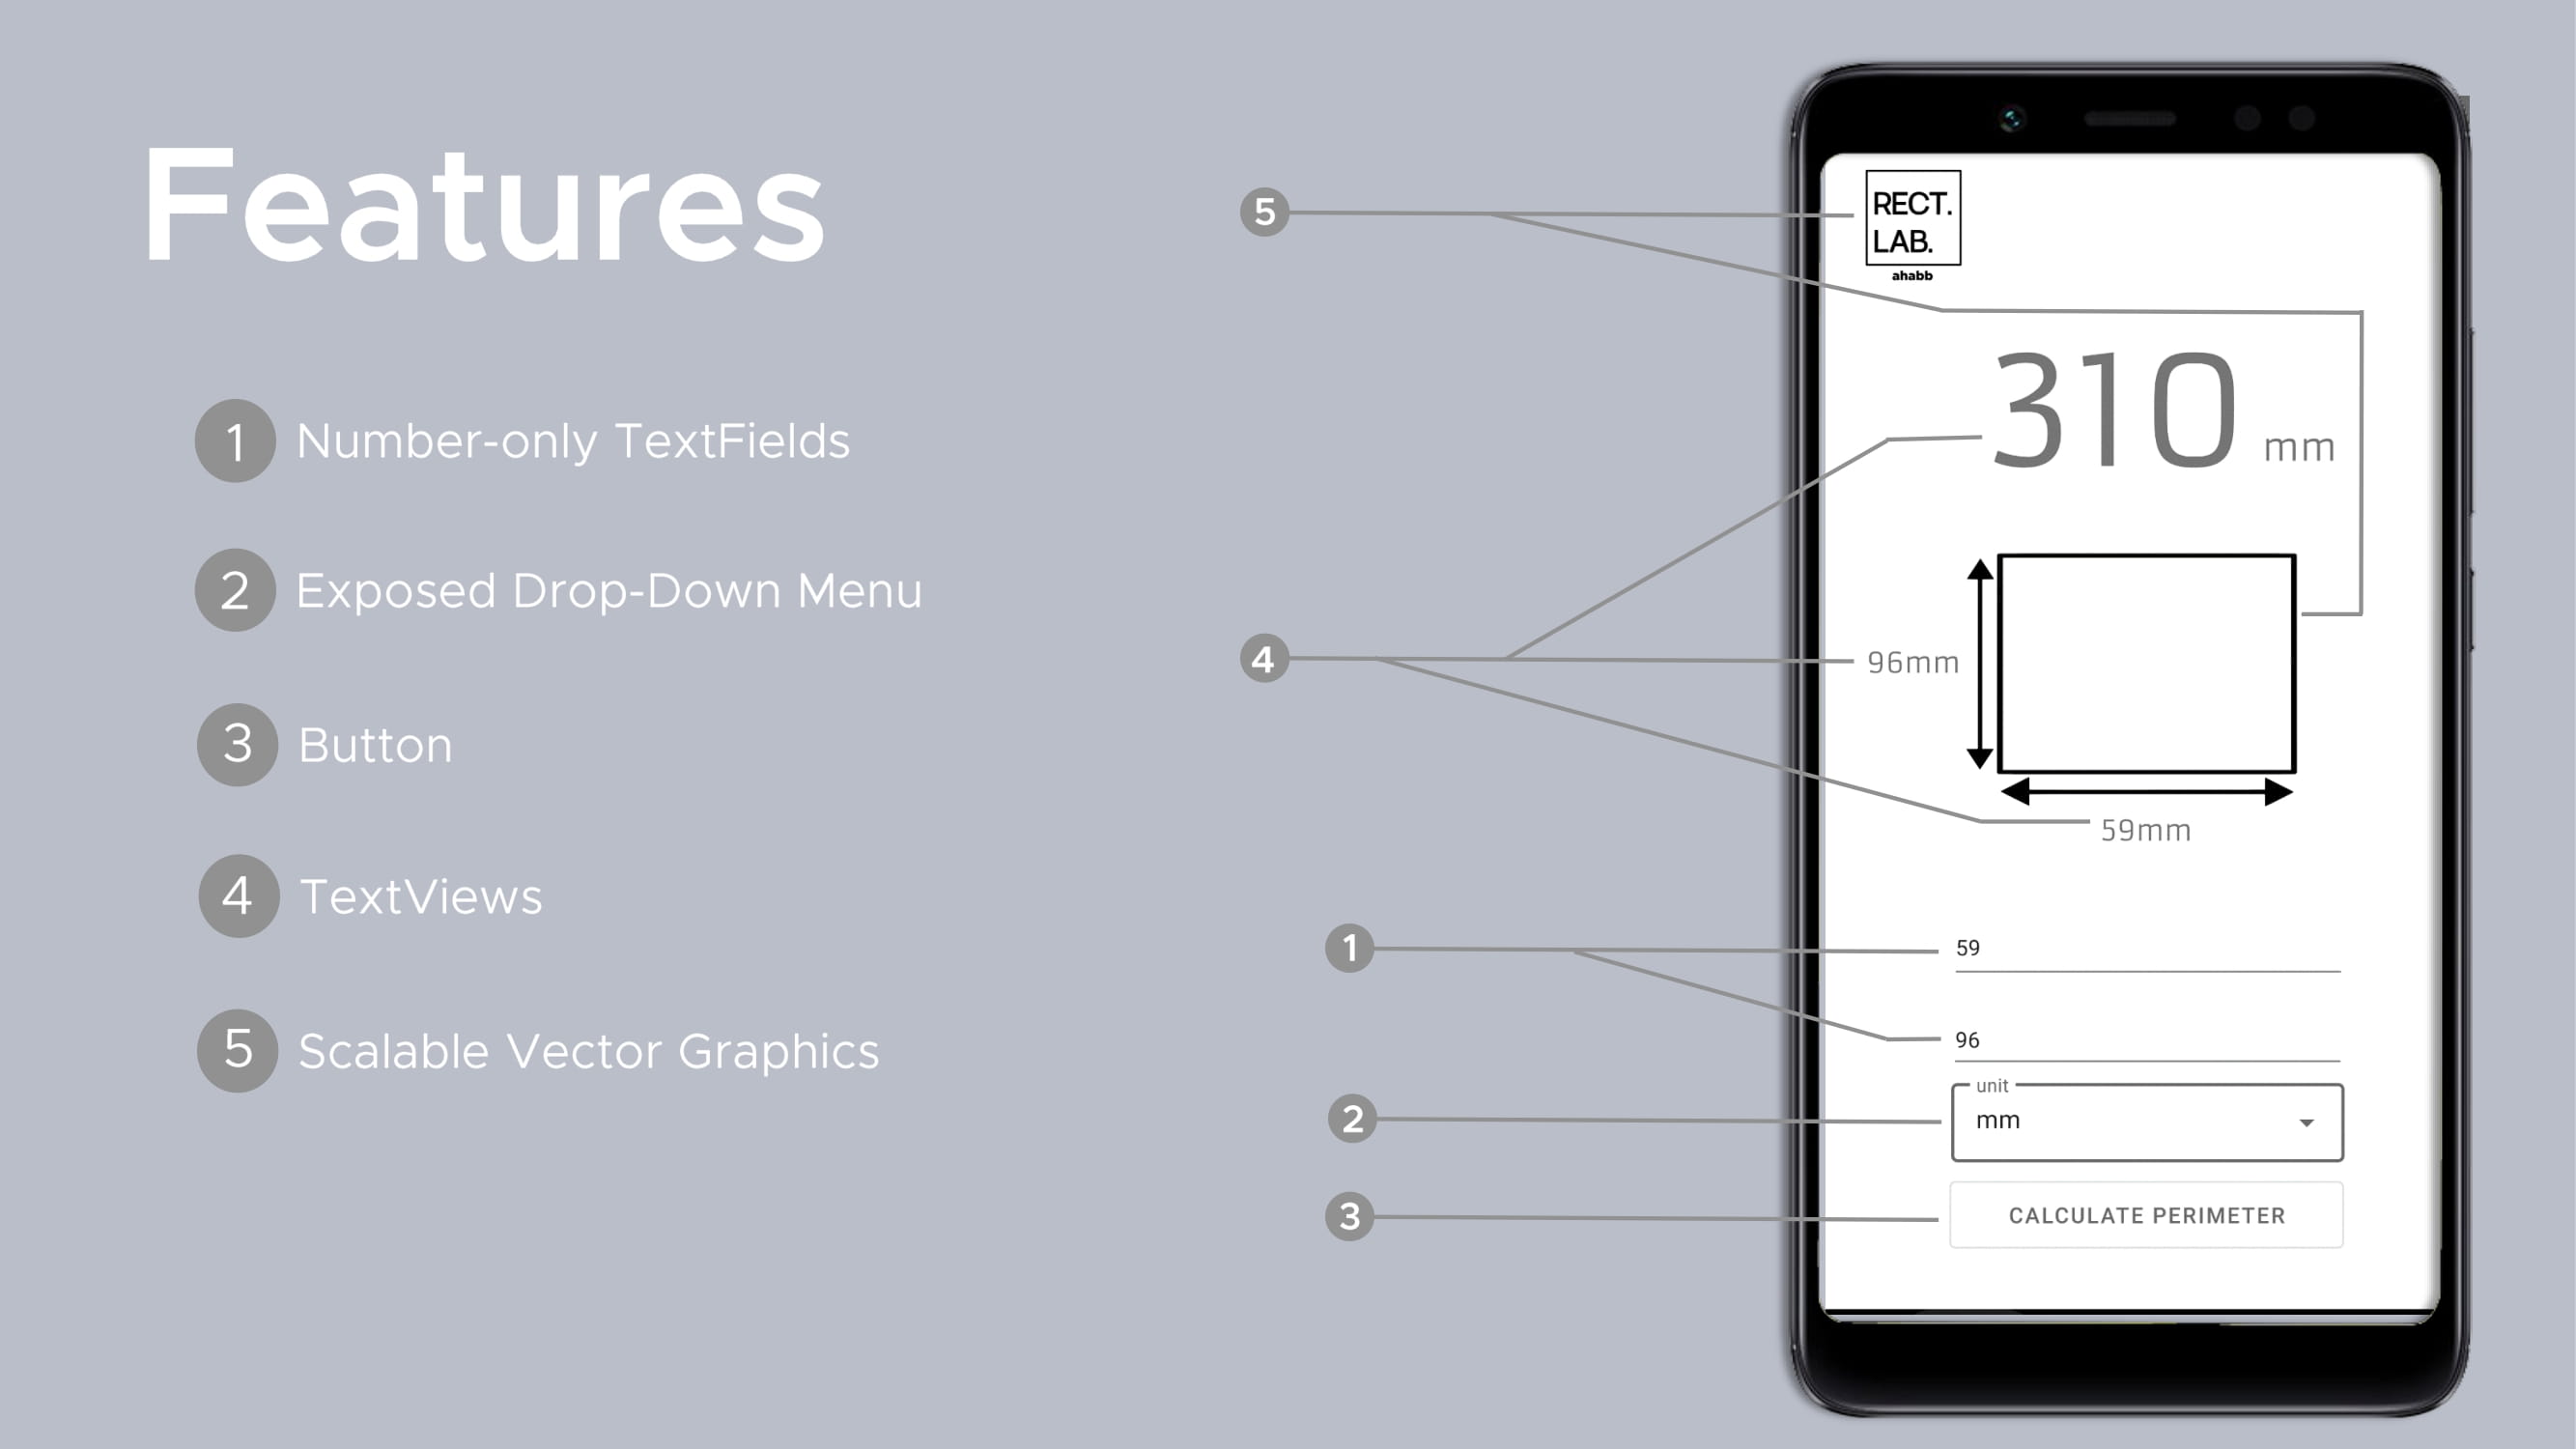 Features
1 Number-only TextFields
2 Exposed Drop-Down Menu
3 Button
4 TextViews
5 Scalable Vector Graphics
5
4
1
2
3
RECT.
LAB.
ahabb
310 mm
96mm
59mm
59
96
unit
mm
CALCULATE PERIMETER